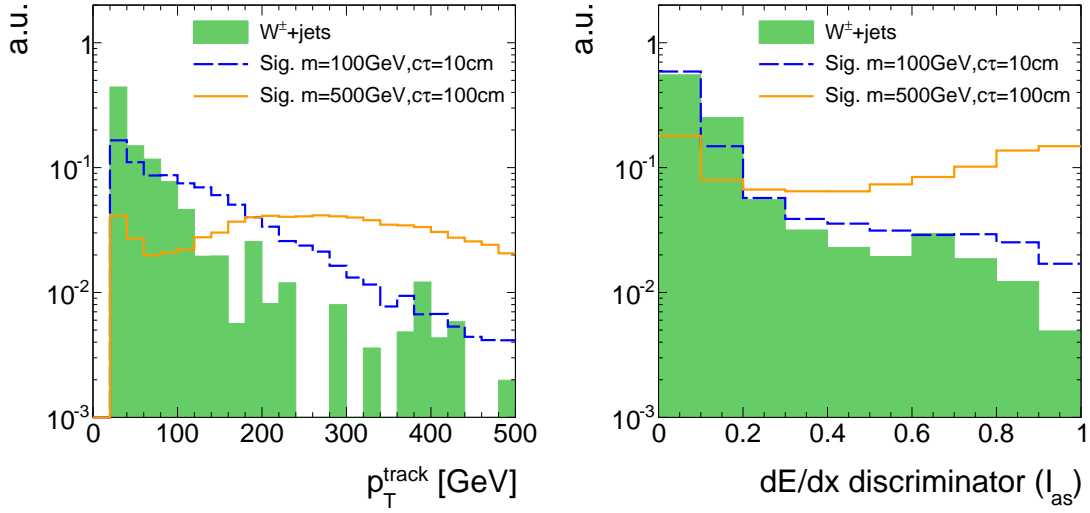 a.u.
W±+jets
Sig. m=100GeV,cτ=10cm
Sig. m=500GeV,cτ=100cm
1
10⁻¹
10⁻²
10⁻³
0 100 200 300 400 500
p_T^track [GeV]
a.u.
W±+jets
Sig. m=100GeV,cτ=10cm
Sig. m=500GeV,cτ=100cm
1
10⁻¹
10⁻²
10⁻³
0 0.2 0.4 0.6 0.8 1
dE/dx discriminator (I_as)